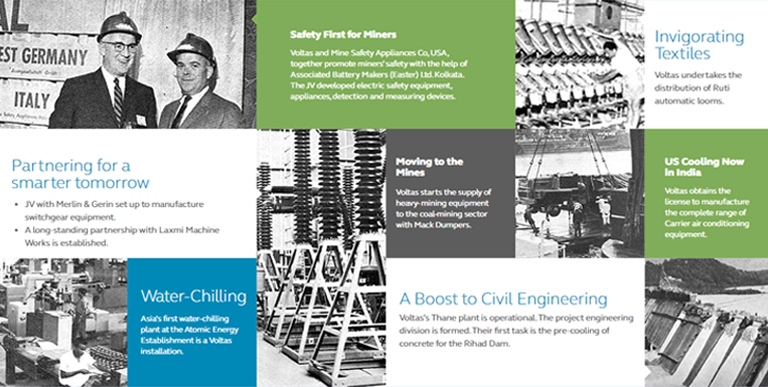 AL
EST GERMANY
ITALY
Safety First for Miners
Voltas and Mine Safety Appliances Co, USA,
together promote miners' safety with the help of
Associated Battery Makers (Easter) Ltd. Kolkata.
The JV developed electric safety equipment,
appliances, detection and measuring devices.
Invigorating
Textiles
Voltas undertakes the
distribution of Ruti
automatic looms.
Partnering for a
smarter tomorrow
• JV with Merlin & Gerin set up to manufacture
switchgear equipment.
• A long-standing partnership with Laxmi Machine
Works is established.
Moving to the
Mines
Voltas starts the supply of
heavy-mining equipment
to the coal-mining sector
with Mack Dumpers.
US Cooling Now
in India
Voltas obtains the
license to manufacture
the complete range of
Carrier air conditioning
equipment.
Water-Chilling
Asia's first water-chilling
plant at the Atomic Energy
Establishment is a Voltas
installation.
A Boost to Civil Engineering
Voltas's Thane plant is operational. The project engineering
division is formed. Their first task is the pre-cooling of
concrete for the Rihad Dam.